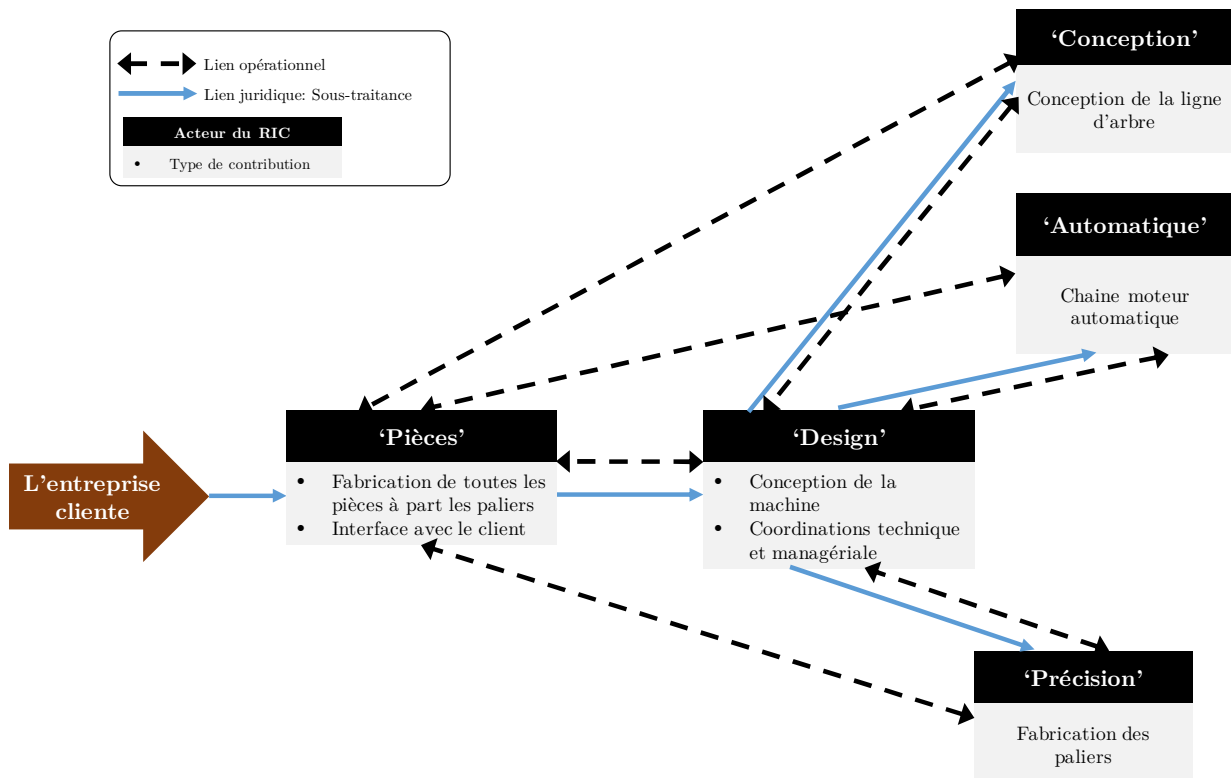 Lien opérationnel
Lien juridique: Sous-traitance
Acteur du RIC
• Type de contribution
‘Conception’
Conception de la ligne
d'arbre
‘Automatique’
Chaine moteur
automatique
L'entreprise
cliente
‘Pièces’
• Fabrication de toutes les
pièces à part les paliers
• Interface avec le client
‘Design’
• Conception de la
machine
• Coordinations technique
et managériale
‘Précision’
Fabrication des
paliers